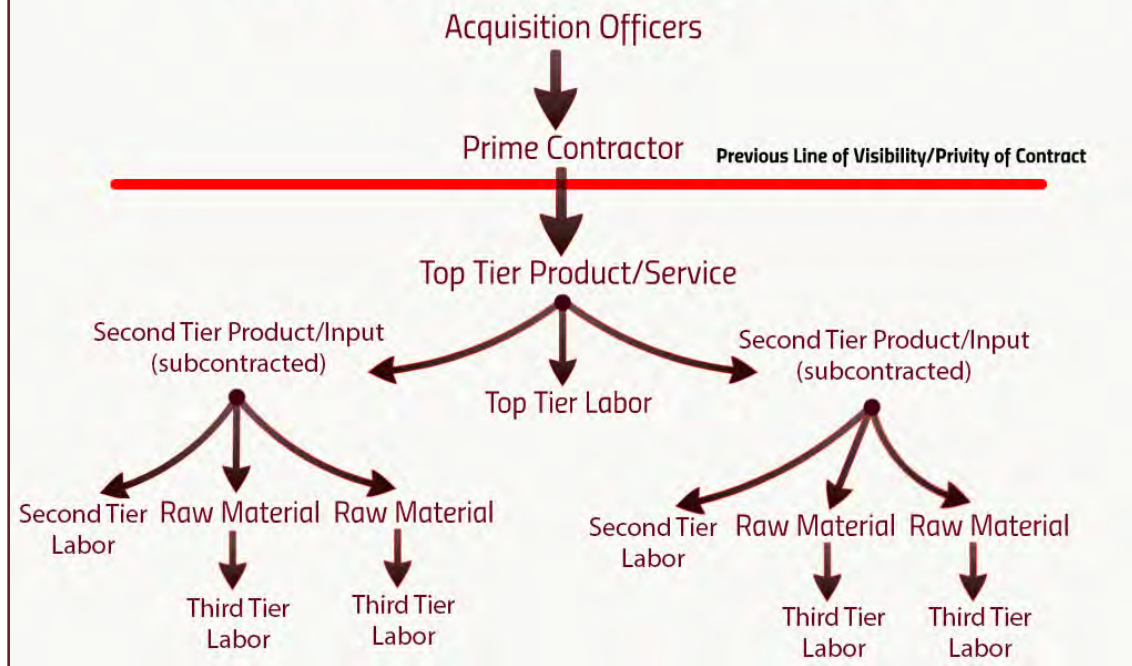 Acquisition Officers
Prime Contractor
Previous Line of Visibility/Privity of Contract
Top Tier Product/Service
Second Tier Product/Input
(subcontracted)
Top Tier Labor
Second Tier Product/Input
(subcontracted)
Second Tier
Labor
Raw Material
Raw Material
Second Tier
Labor
Raw Material
Raw Material
Third Tier
Labor
Third Tier
Labor
Third Tier
Labor
Third Tier
Labor